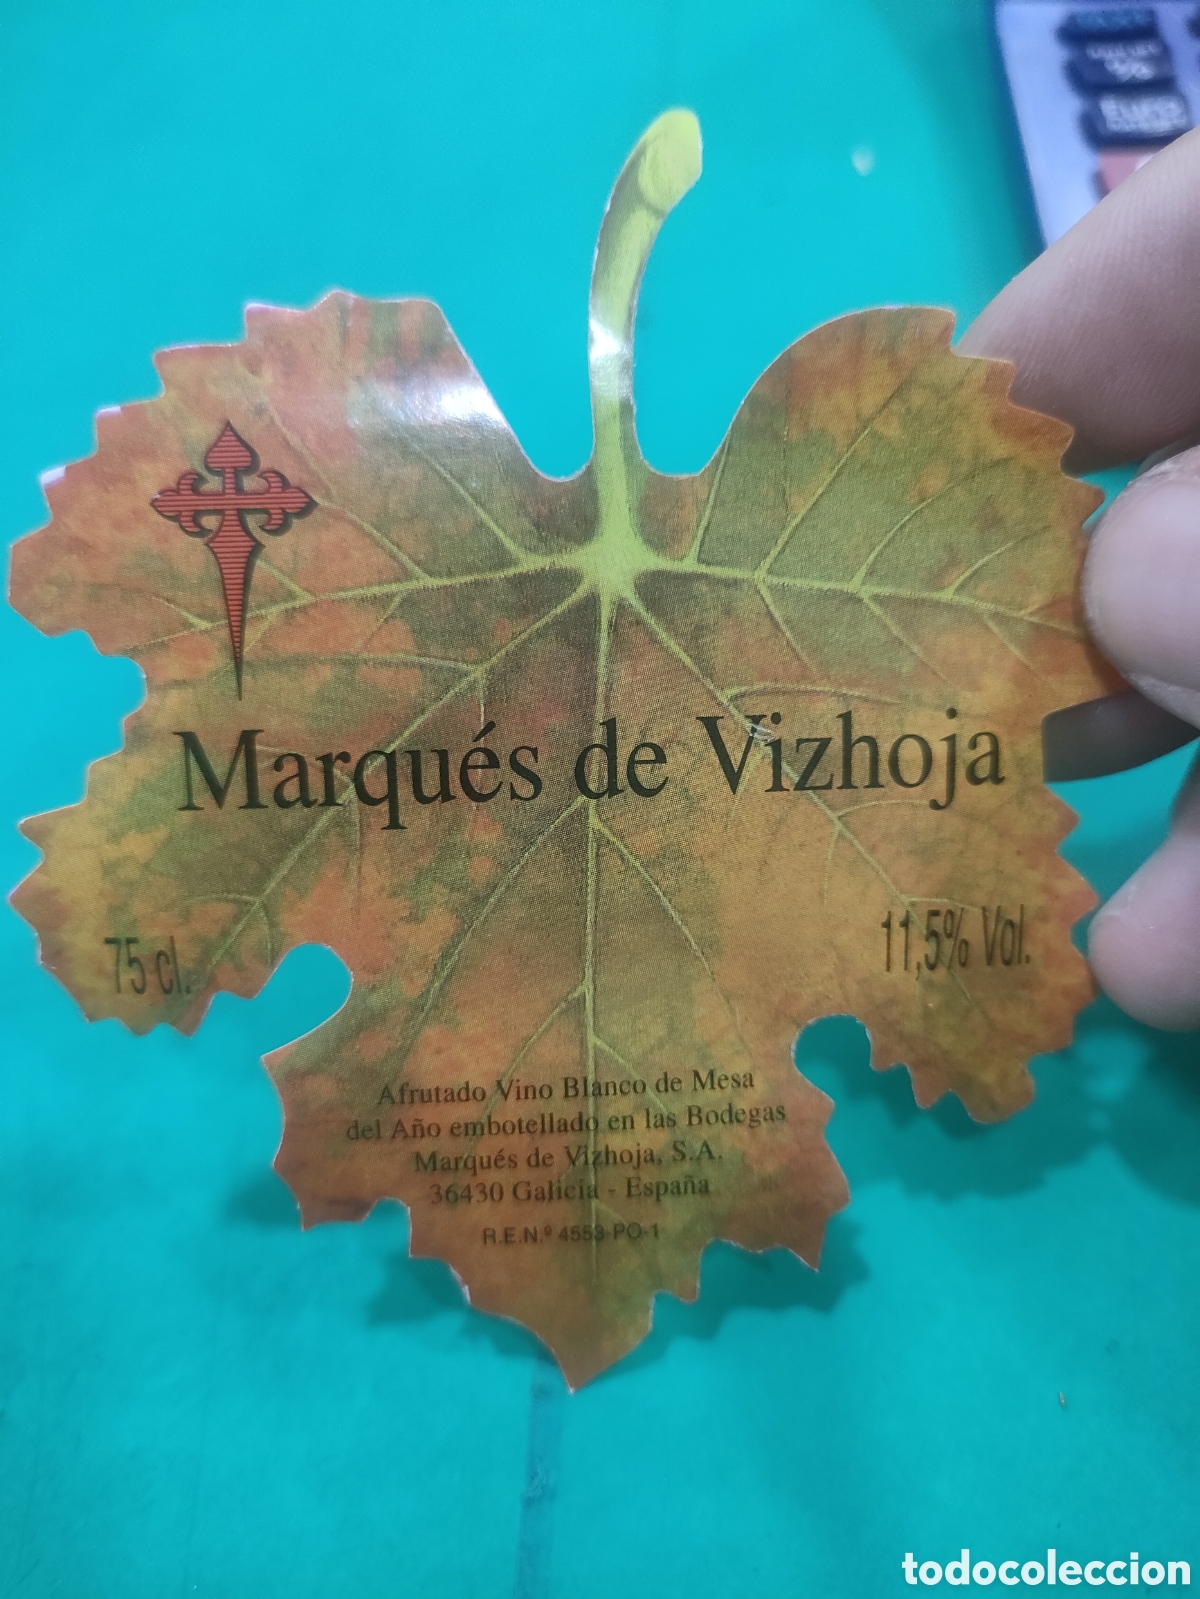 Marqués de Vizhoja
75 cl.
11,5% Vol.
Afrutado Vino Blanco de Mesa
del Año embotellado en las Bodegas
Marqués de Vizhoja, S.A.
36430 Galicia - España
R.E.N.º 4553-PO-1
%
Euro
todocoleccion